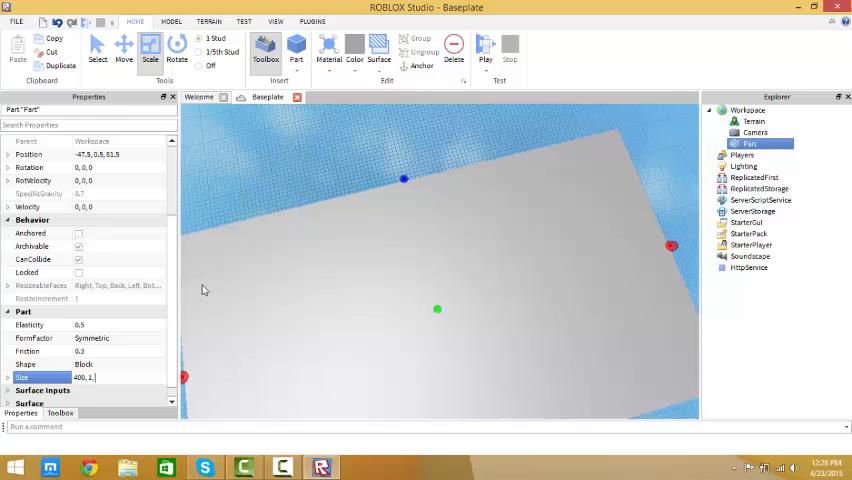 ROBLOX Studio - Baseplate
FILE HOME MODEL TERRAIN TEST VIEW PLUGINS
Paste
Copy
Cut
Duplicate
Clipboard
Select
Move
Scale
Rotate
1 Stud
1/5th Stud
Off
Tools
Toolbox
Part
Insert
Material
Color
Surface
Group
Ungroup
Anchor
Delete
Edit
Play
Stop
Test
Properties
Part "Part"
Search Properties
Parent Workspace
Position -47.5, 0.5, 81.5
Rotation 0, 0, 0
RotVelocity 0, 0, 0
SpecificGravity 0.7
Velocity 0, 0, 0
Behavior
Anchored
Archivable
CanCollide
Locked
ResizeableFaces Right, Top, Back, Left, Bot...
ResizeIncrement 1
Part
Elasticity 0.5
FormFactor Symmetric
Friction 0.3
Shape Block
Size 400, 1,
Surface Inputs
Surface
Properties Toolbox
Welcome
Baseplate
Explorer
Workspace
Terrain
Camera
Part
Players
Lighting
ReplicatedFirst
ReplicatedStorage
ServerScriptService
ServerStorage
StarterGui
StarterPack
StarterPlayer
Soundscape
HttpService
Run a command
12:26 PM
4/23/2015